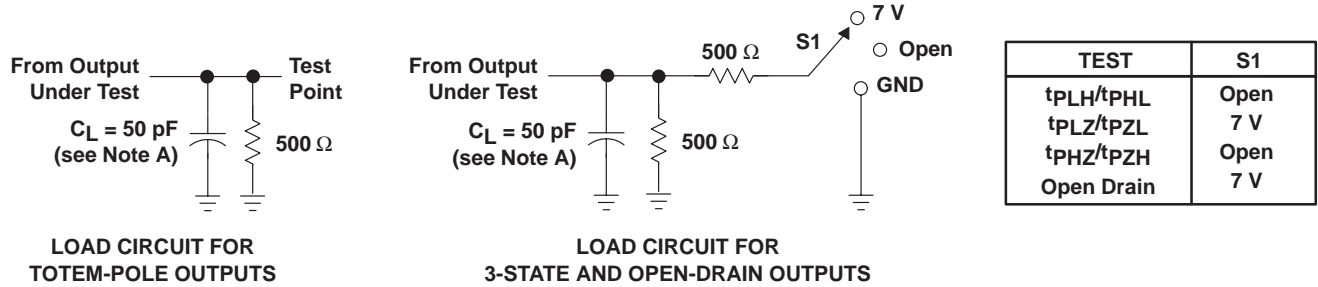 From Output
Under Test
Test
Point
CL = 50 pF
(see Note A)
500 Ω
LOAD CIRCUIT FOR
TOTEM-POLE OUTPUTS
From Output
Under Test
CL = 50 pF
(see Note A)
500 Ω
500 Ω
S1
7 V
Open
GND
LOAD CIRCUIT FOR
3-STATE AND OPEN-DRAIN OUTPUTS
TEST S1
tPLH/tPHL Open
tPLZ/tPZL 7 V
tPHZ/tPZH Open
Open Drain 7 V